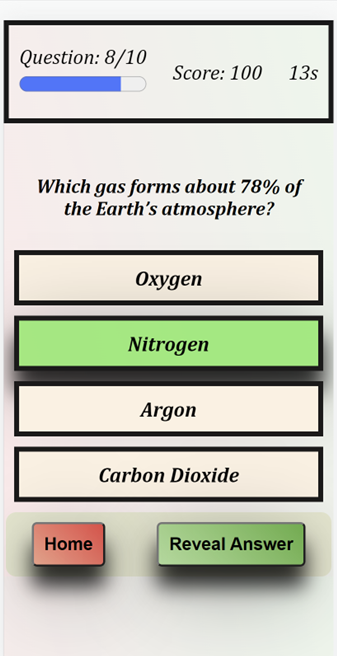 Question: 8/10
Score: 100
13s
Which gas forms about 78% of
the Earth's atmosphere?
Oxygen
Nitrogen
Argon
Carbon Dioxide
Home
Reveal Answer